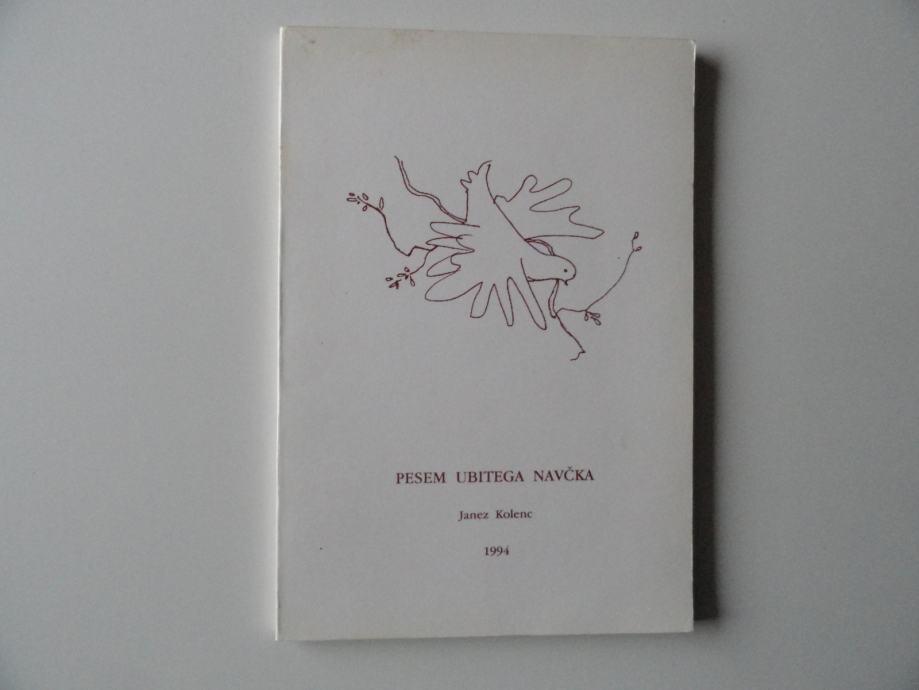 PESEM UBITEGA NAVČKA
Janez Kolenc
1994